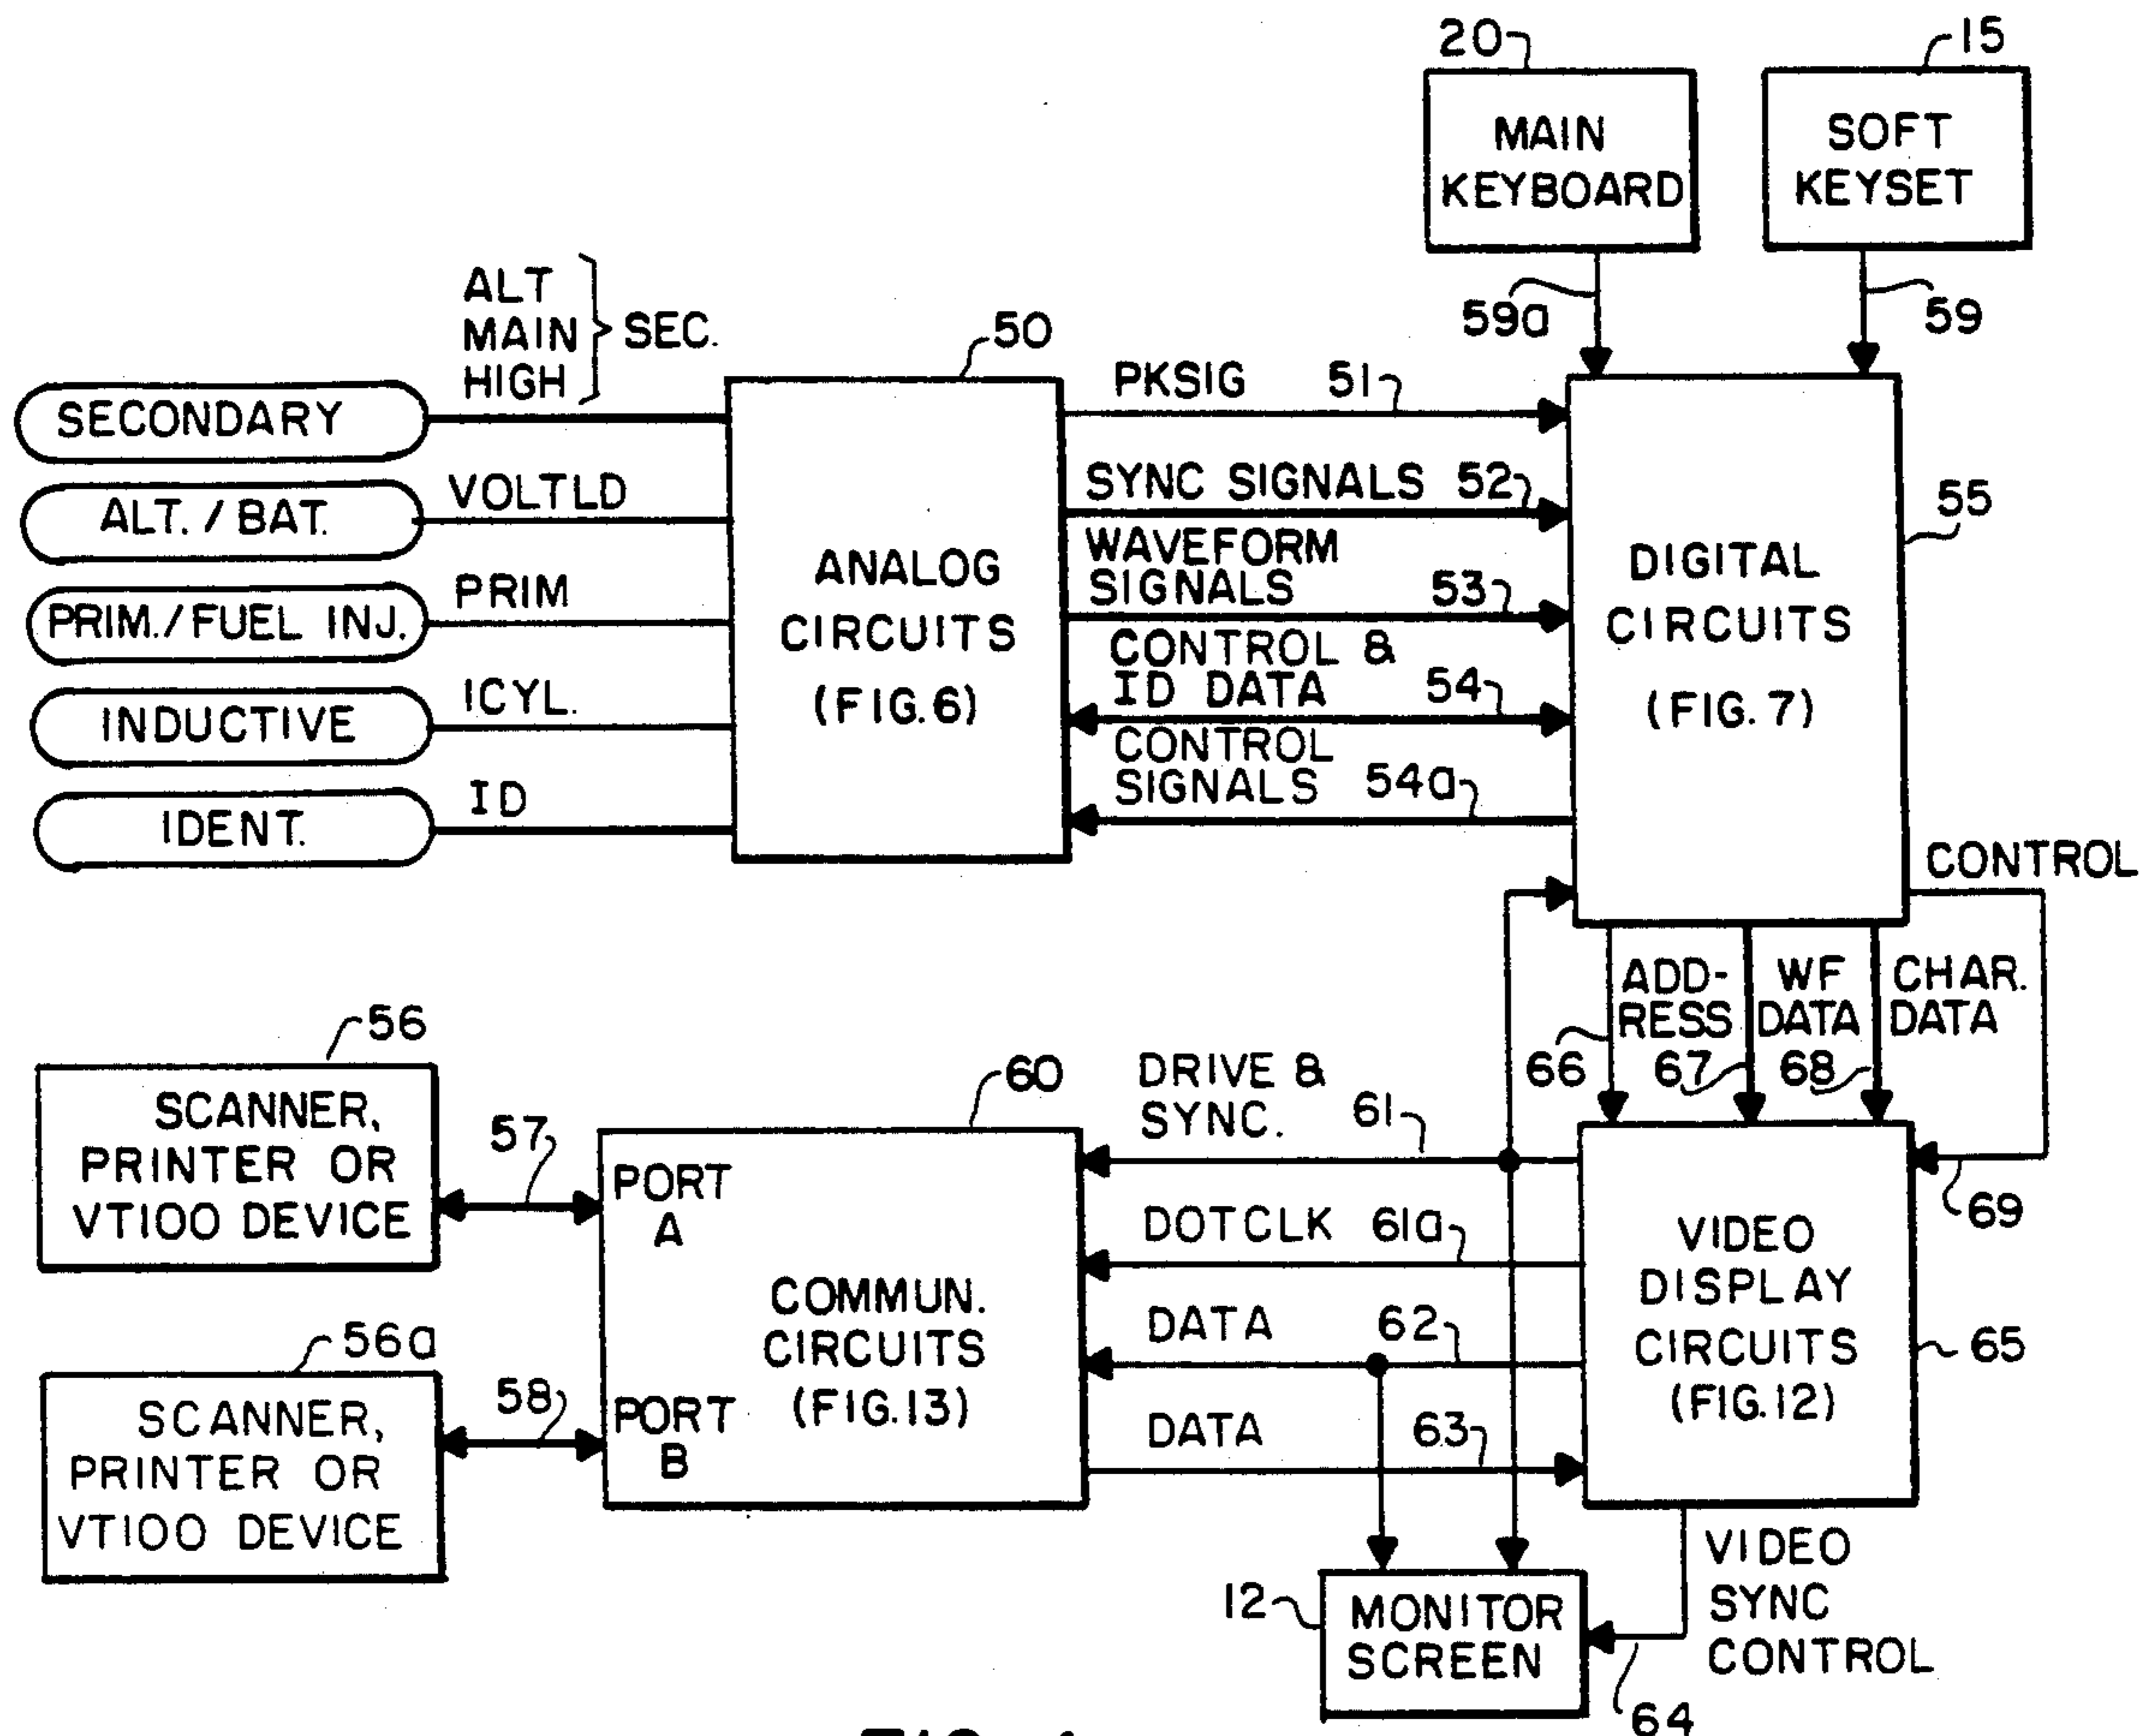 20
15
MAIN
KEYBOARD
SOFT
KEYSET
59a
59
ALT
MAIN
HIGH
SEC.
SECONDARY
ALT. / BAT.
VOLTLD
PRIM./FUEL INJ.
PRIM
INDUCTIVE
ICYL.
IDENT.
ID
50
ANALOG
CIRCUITS
(FIG.6)
PKSIG 51
SYNC SIGNALS 52
WAVEFORM
SIGNALS 53
CONTROL &
ID DATA 54
CONTROL
SIGNALS 54a
55
DIGITAL
CIRCUITS
(FIG. 7)
CONTROL
ADD-
RESS
66
WF
DATA
67
CHAR.
DATA
68
69
56
SCANNER,
PRINTER OR
VT100 DEVICE
57
56a
SCANNER,
PRINTER OR
VT100 DEVICE
58
60
PORT
A
COMMUN.
CIRCUITS
(FIG.13)
PORT
B
DRIVE &
SYNC. 61
DOTCLK 61a
DATA 62
DATA 63
VIDEO
DISPLAY
CIRCUITS
(FIG.12)
65
12
MONITOR
SCREEN
VIDEO
SYNC
CONTROL
64